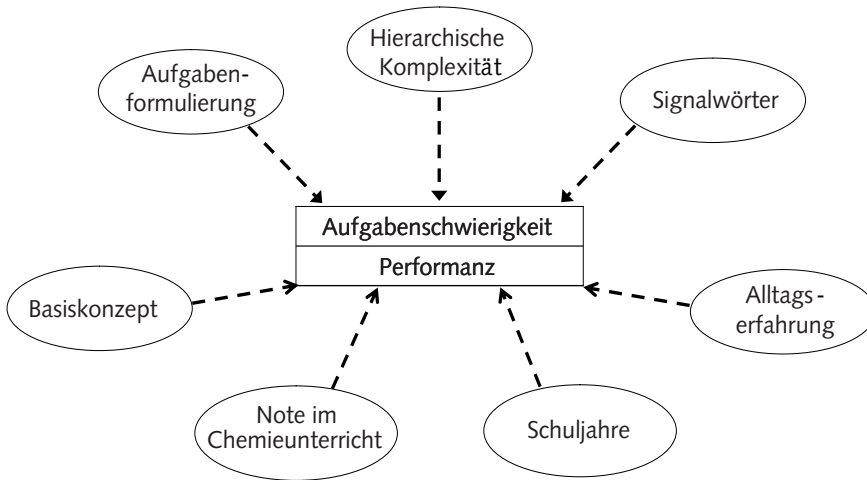 Hierarchische
Komplexität
Aufgaben-
formulierung
Signalwörter
Aufgabenschwierigkeit
Performanz
Basiskonzept
Alltags-
erfahrung
Note im
Chemieunterricht
Schuljahre